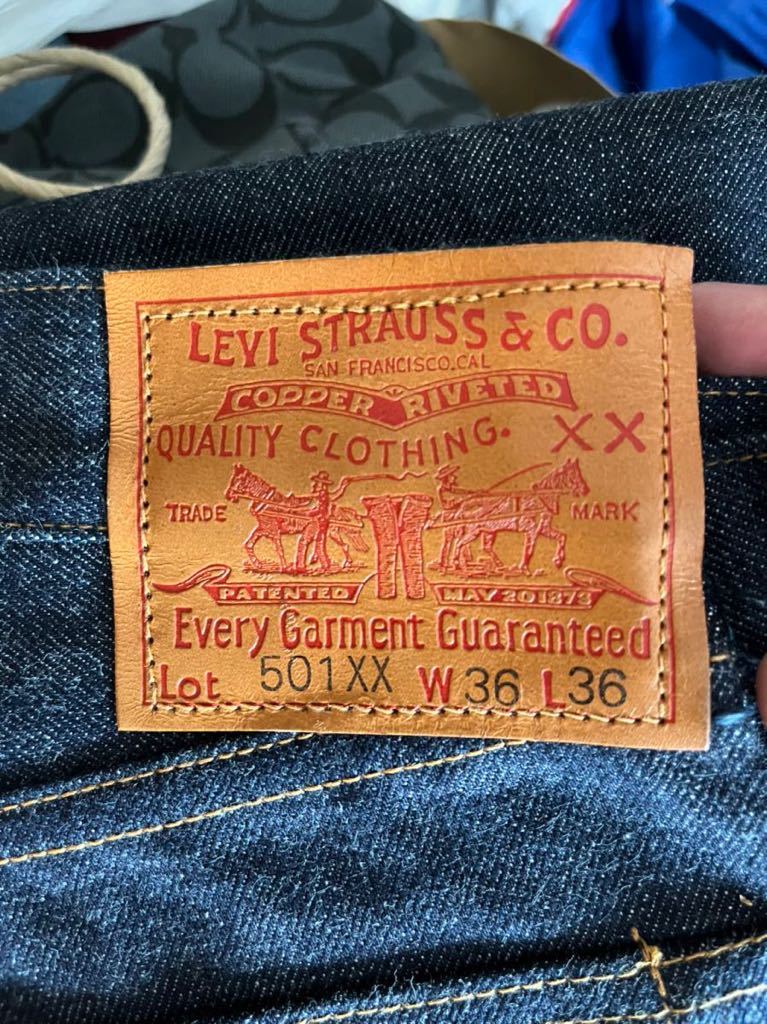 LEVI STRAUSS & CO.
SAN FRANCISCO.CAL
COPPER RIVETED
QUALITY CLOTHING. XX
TRADE MARK
PATENTED MAY 20 1873
Every Garment Guaranteed
Lot 501XX W 36 L 36